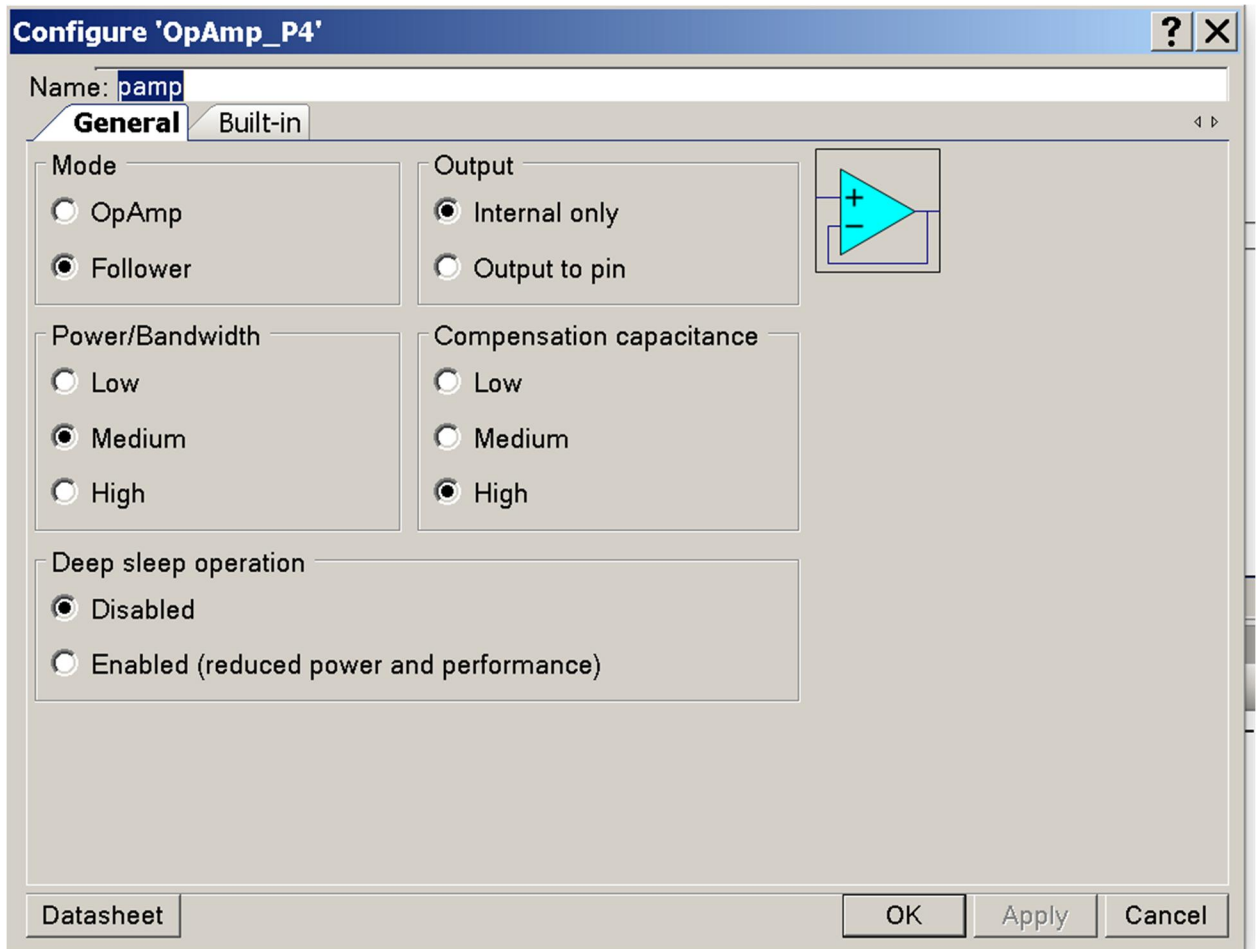 Configure 'OpAmp_P4'
Name: pamp
General Built-in
Mode
OpAmp
Follower
Output
Internal only
Output to pin
Power/Bandwidth
Low
Medium
High
Compensation capacitance
Low
Medium
High
Deep sleep operation
Disabled
Enabled (reduced power and performance)
Datasheet OK Apply Cancel